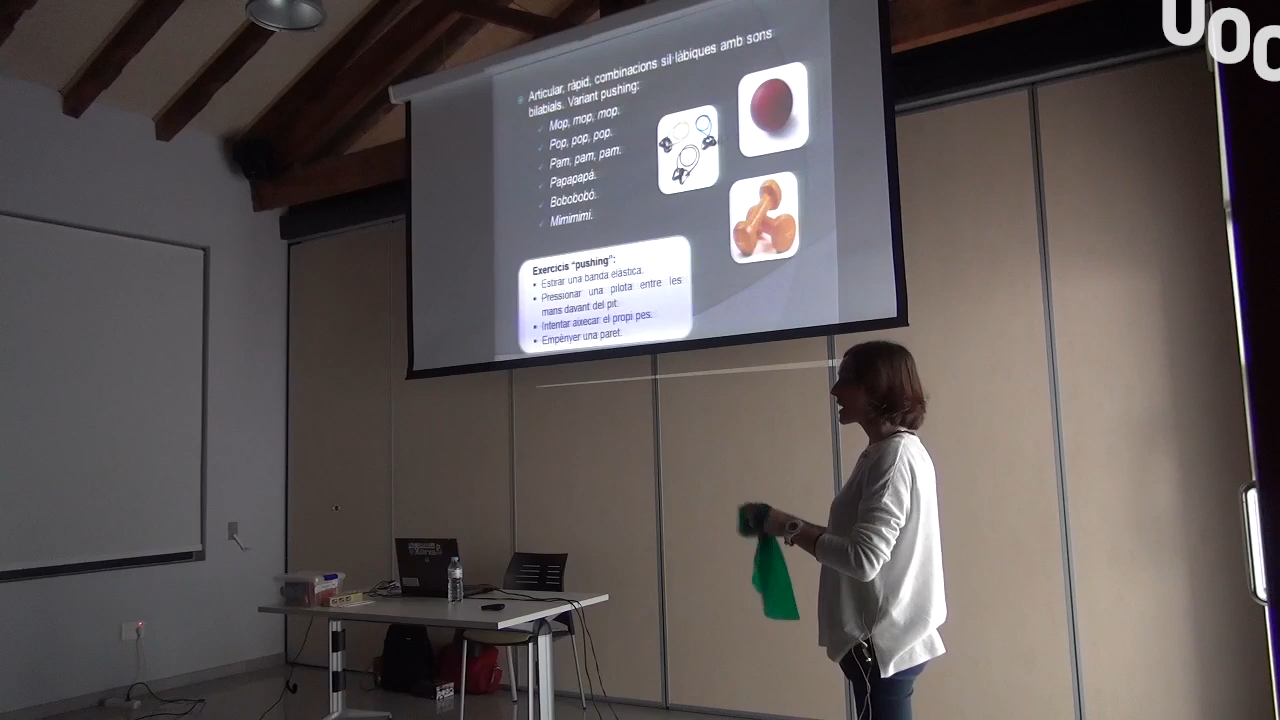 UOC
Articular, ràpid, combinacions sil·làbiques amb sons
bilabials. Variant pushing:
Mop, mop, mop.
Pop, pop, pop.
Pam, pam, pam.
Papapapà.
Bobobobó.
Mimimimí.
Exercicis "pushing":
• Estirar una banda elàstica.
• Pressionar una pilota entre les
mans davant del pit.
• Intentar aixecar el propi pes.
• Empènyer una paret.